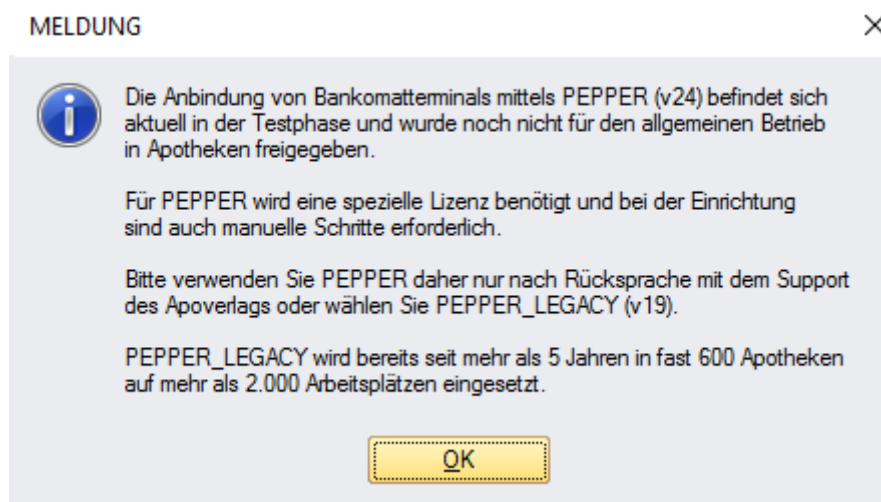 MELDUNG
Die Anbindung von Bankomatterminals mittels PEPPER (v24) befindet sich
aktuell in der Testphase und wurde noch nicht für den allgemeinen Betrieb
in Apotheken freigegeben.
Für PEPPER wird eine spezielle Lizenz benötigt und bei der Einrichtung
sind auch manuelle Schritte erforderlich.
Bitte verwenden Sie PEPPER daher nur nach Rücksprache mit dem Support
des Apoverlags oder wählen Sie PEPPER_LEGACY (v19).
PEPPER_LEGACY wird bereits seit mehr als 5 Jahren in fast 600 Apotheken
auf mehr als 2.000 Arbeitsplätzen eingesetzt.
OK